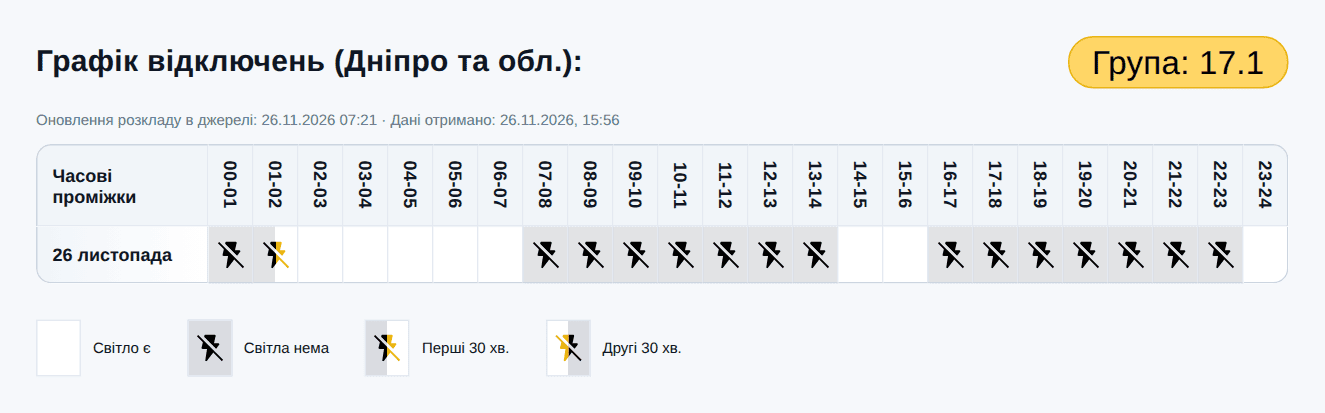 Графік відключень (Дніпро та обл.):
Група: 17.1
Оновлення розкладу в джерелі: 26.11.2026 07:21 · Дані отримано: 26.11.2026, 15:56
Часові
проміжки
00-01
01-02
02-03
03-04
04-05
05-06
06-07
07-08
08-09
09-10
10-11
11-12
12-13
13-14
14-15
15-16
16-17
17-18
18-19
19-20
20-21
21-22
22-23
23-24
26 листопада
Світло є
Світла нема
Перші 30 хв.
Другі 30 хв.